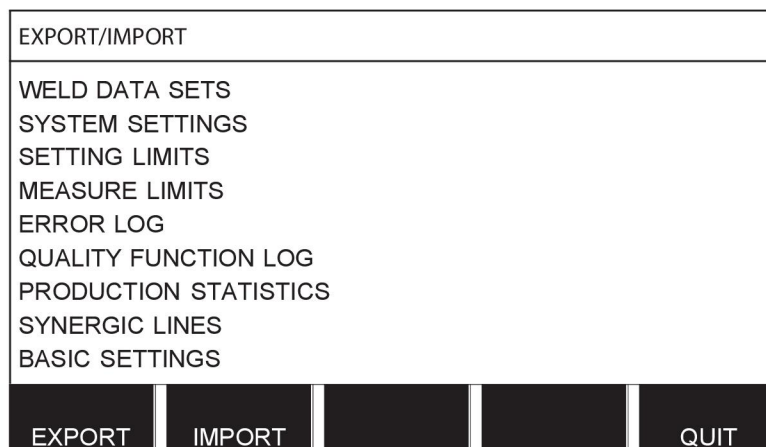 EXPORT/IMPORT
WELD DATA SETS
SYSTEM SETTINGS
SETTING LIMITS
MEASURE LIMITS
ERROR LOG
QUALITY FUNCTION LOG
PRODUCTION STATISTICS
SYNERGIC LINES
BASIC SETTINGS
EXPORT IMPORT QUIT